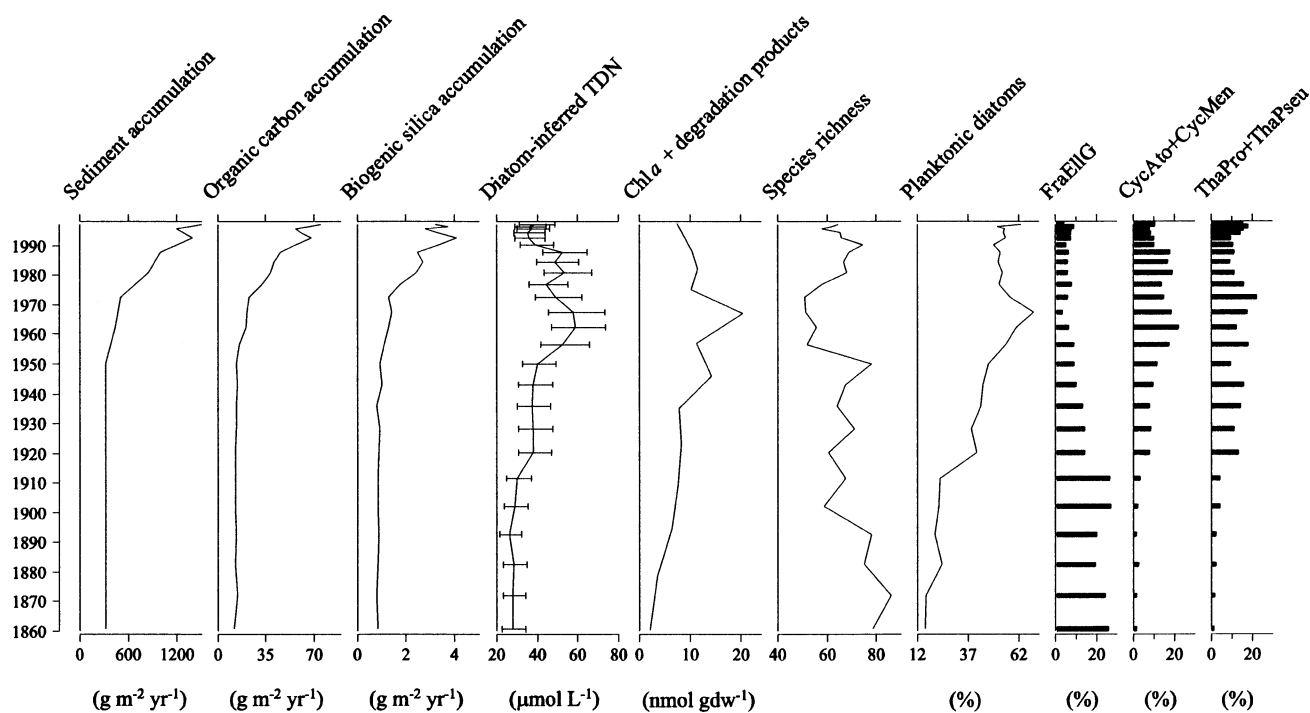 Sediment accumulation
Organic carbon accumulation
Biogenic silica accumulation
Diatom-inferred TDN
Chl a + degradation products
Species richness
Planktonic diatoms
FraEllG
CycAto+CycMen
ThaPro+ThaPseu
1990
1980
1970
1960
1950
1940
1930
1920
1910
1900
1890
1880
1870
1860
0 600 1200
0 35 70
0 2 4
20 40 60 80
0 10 20
40 60 80
12 37 62
0 20
0 20
0 20
(g m-2 yr-1)
(g m-2 yr-1)
(g m-2 yr-1)
(µmol L-1)
(nmol gdw-1)
(%)
(%)
(%)
(%)